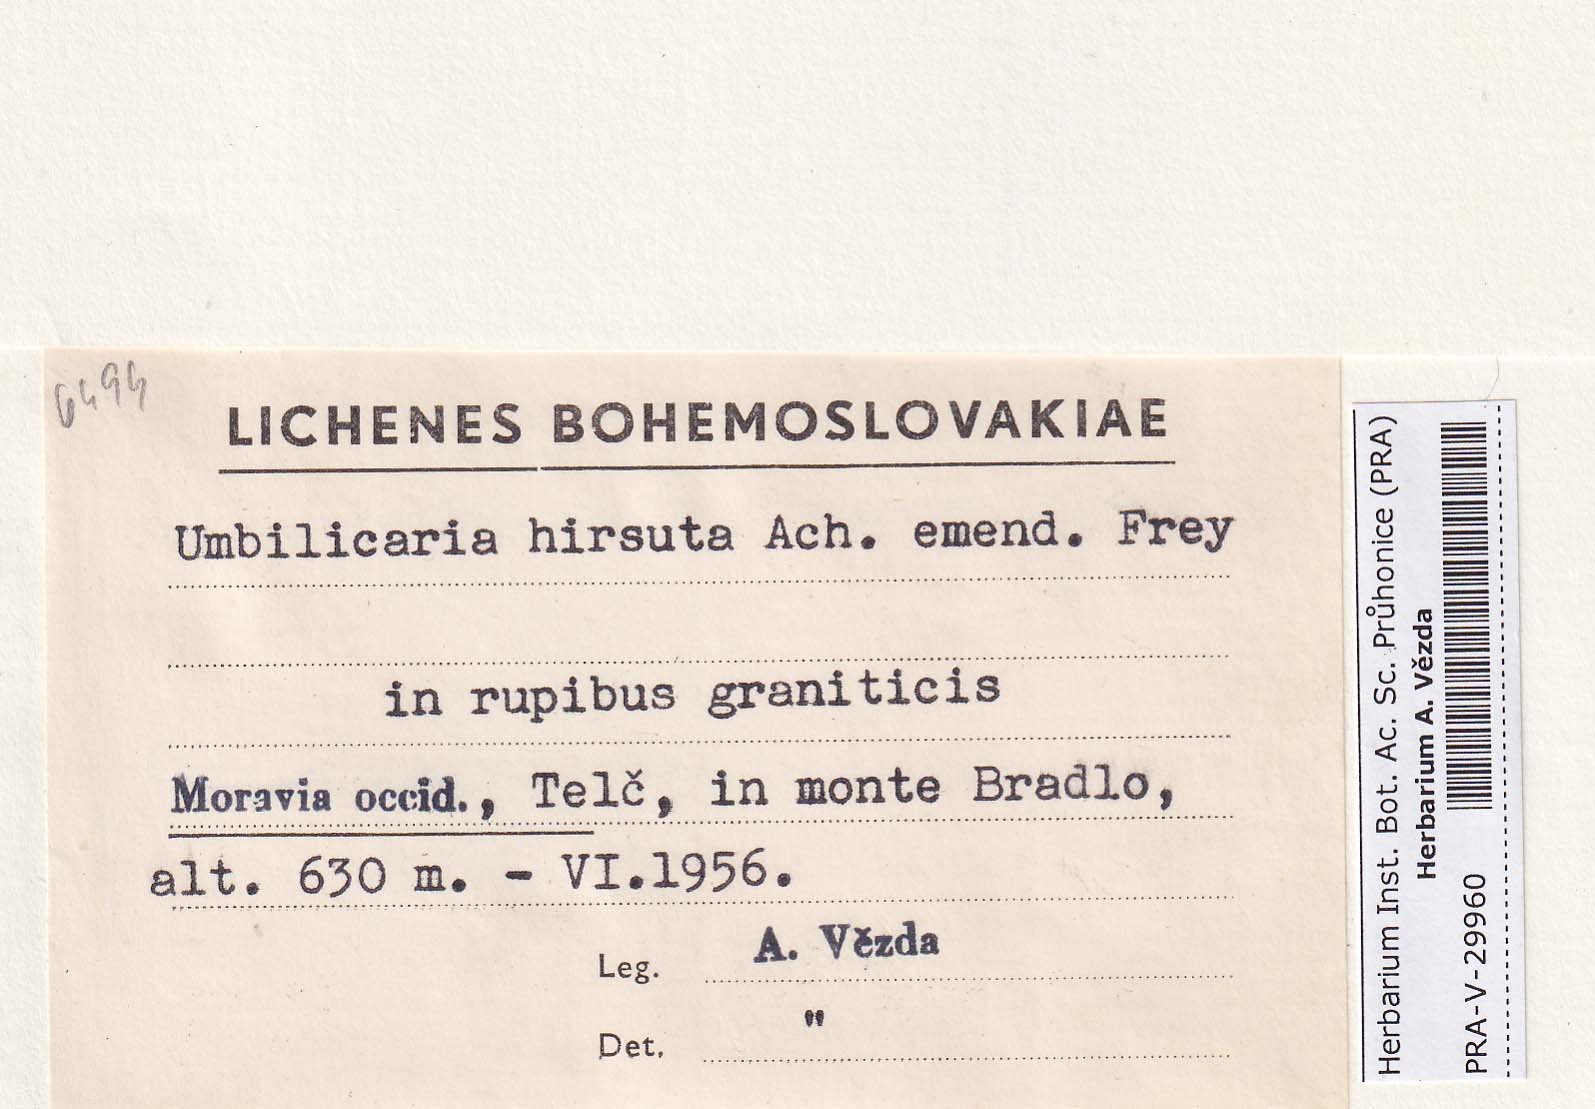 6494
LICHENES BOHEMOSLOVAKIAE
Umbilicaria hirsuta Ach. emend. Frey
in rupibus graniticis
Moravia occid., Telč, in monte Bradlo,
alt. 630 m. - VI.1956.
Leg. A. Vězda
Det. "
Herbarium Inst. Bot. Ac. Sc. Průhonice (PRA)
Herbarium A. Vězda
PRA-V-29960